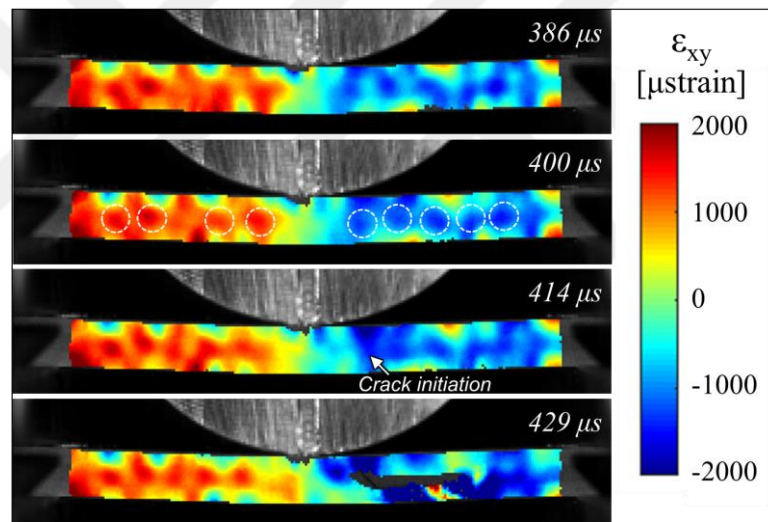 386 μs
400 μs
414 μs
Crack initiation
429 μs
εxy
[μstrain]
2000
1000
0
-1000
-2000